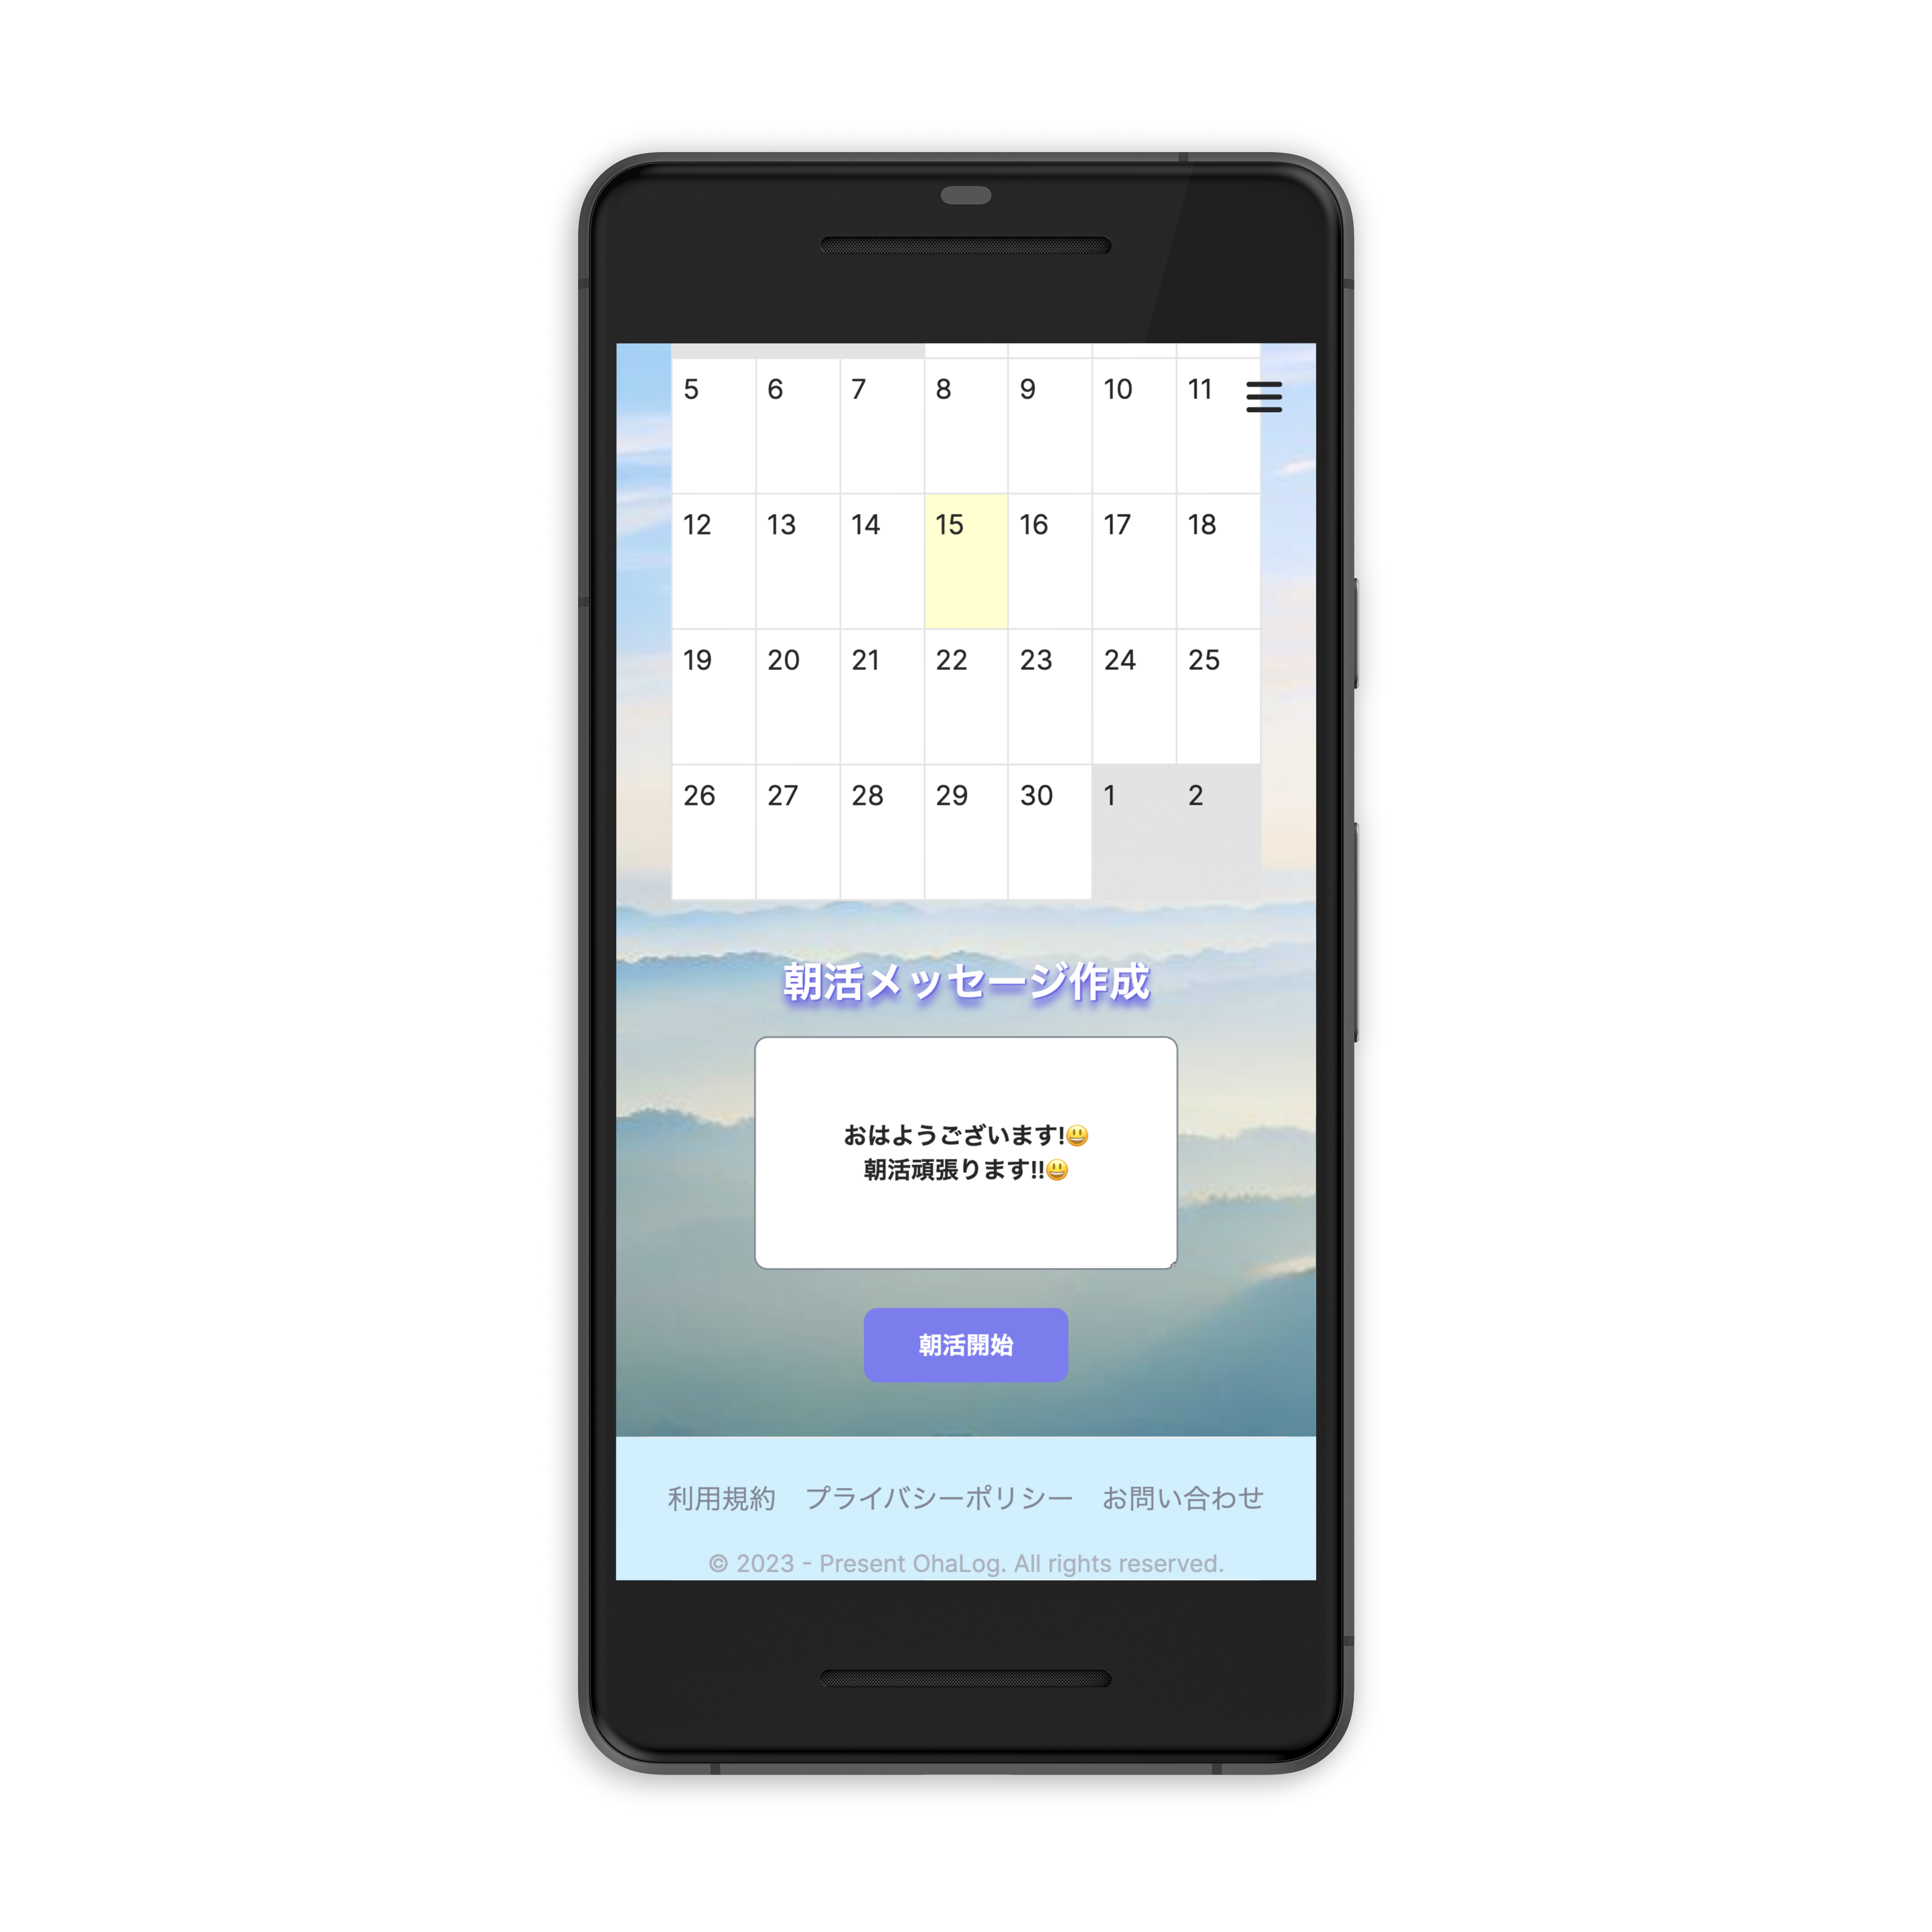 5 6 7 8 9 10 11
12 13 14 15 16 17 18
19 20 21 22 23 24 25
26 27 28 29 30 1 2
朝活メッセージ作成
おはようございます!😃
朝活頑張ります!!😃
朝活開始
利用規約 プライバシーポリシー お問い合わせ
© 2023 - Present OhaLog. All rights reserved.